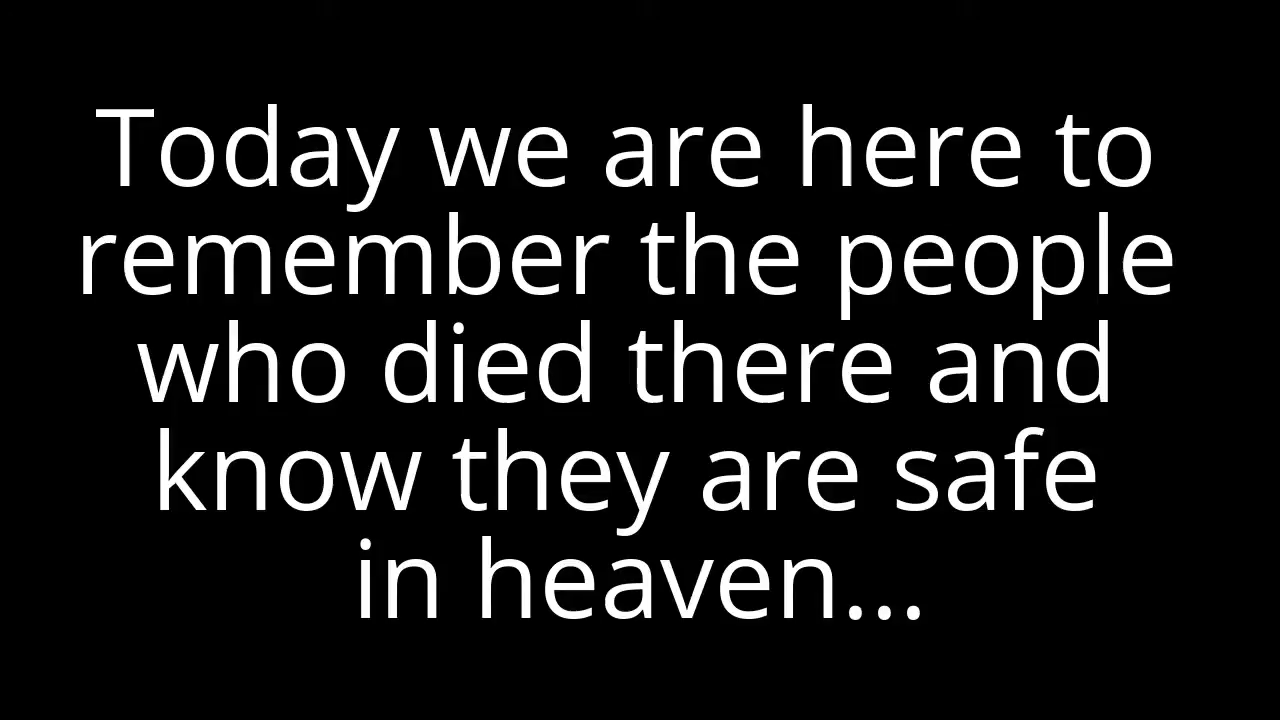 Today we are here to
remember the people
who died there and
know they are safe
in heaven...